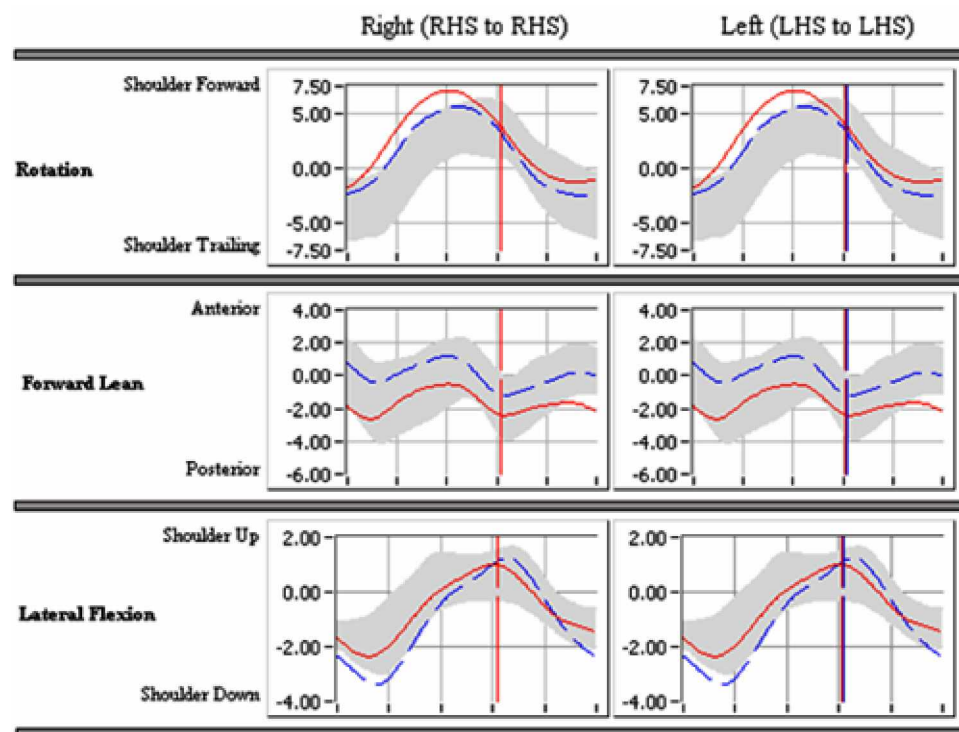 Right (RHS to RHS) Left (LHS to LHS)
Shoulder Forward
7.50 7.50
5.00 5.00
Rotation
0.00 0.00
-5.00 -5.00
Shoulder Trailing
-7.50 -7.50
Anterior
4.00 4.00
2.00 2.00
0.00 0.00
Forward Lean
-2.00 -2.00
-4.00 -4.00
Posterior
-6.00 -6.00
Shoulder Up
2.00 2.00
0.00 0.00
Lateral Flexion
-2.00 -2.00
Shoulder Down
-4.00 -4.00